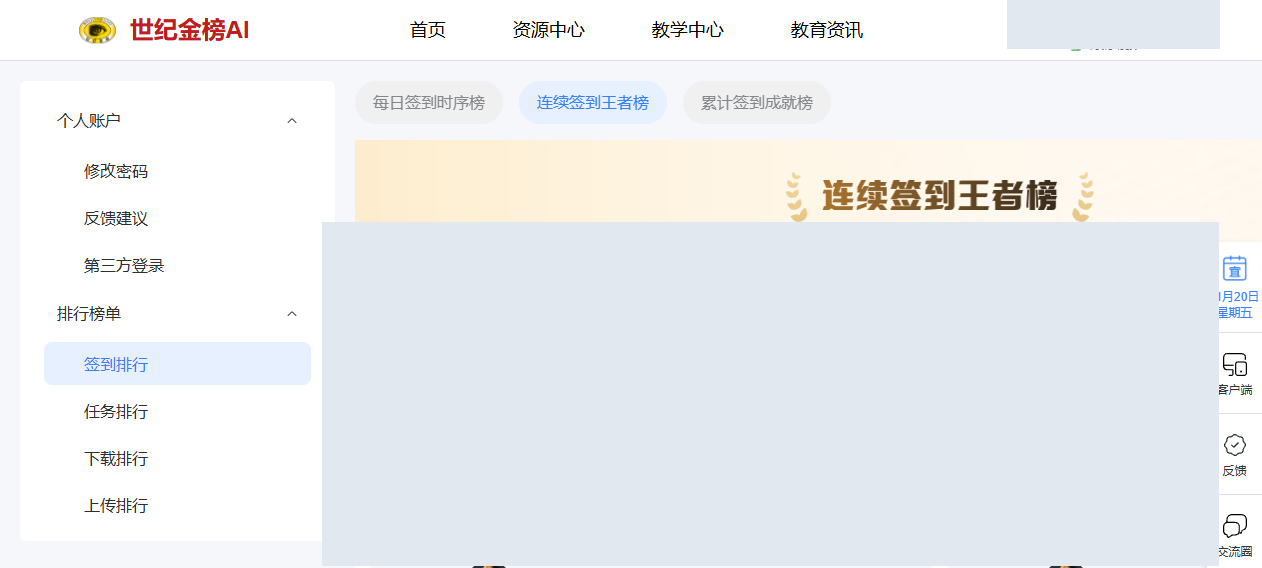 世纪金榜AI
首页 资源中心 教学中心 教育资讯
个人账户
修改密码
反馈建议
第三方登录
排行榜单
签到排行
任务排行
下载排行
上传排行
每日签到时序榜 连续签到王者榜 累计签到成就榜
连续签到王者榜
宜
月20日
星期五
客户端
反馈
交流圈